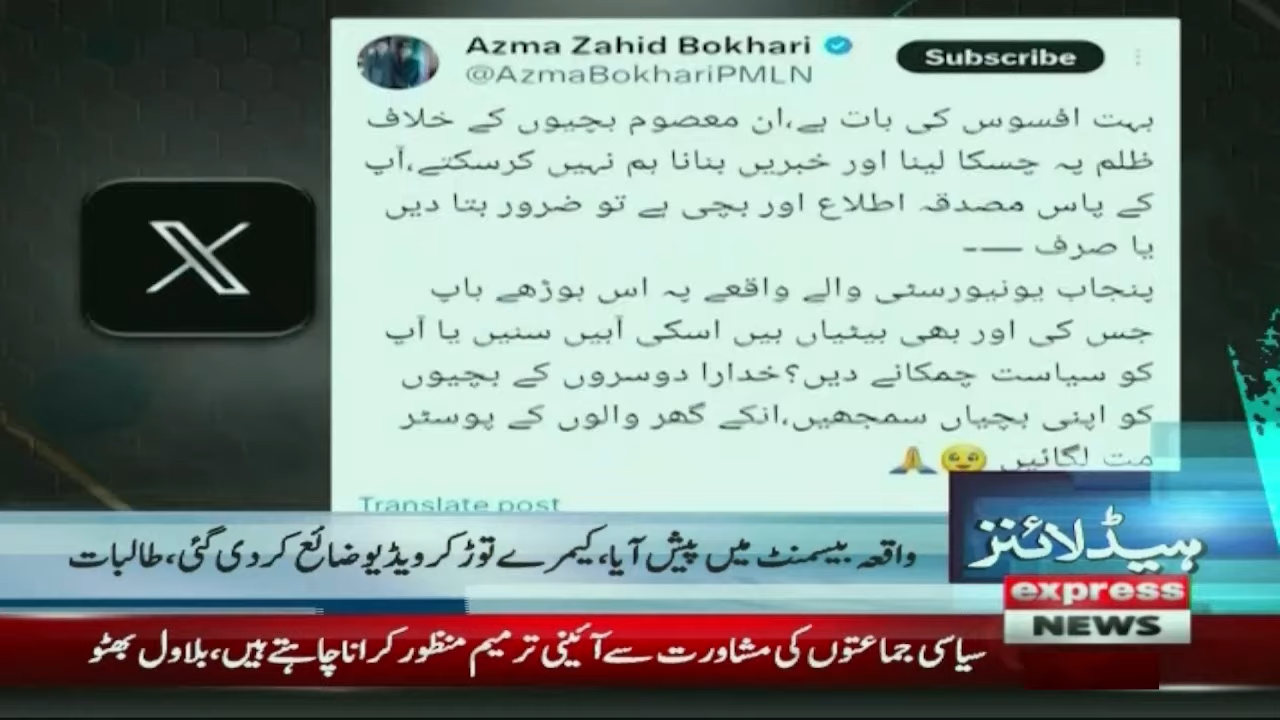 Azma Zahid Bokhari
Subscribe
@AzmaBokhariPMLN
بہت افسوس کی بات ہے،ان معصوم بچیوں کے خلاف
ظلم پہ چسکا لینا اور خبریں بنانا ہم نہیں کرسکتے،آپ
کے پاس مصدقہ اطلاع اور بچی ہے تو ضرور بتا دیں
یا صرف ——--
پنجاب یونیورسٹی والے واقعے پہ اس بوڑھے باپ
جس کی اور بھی بیٹیاں ہیں اسکی آہیں سنیں یا آپ
کو سیاست چمکانے دیں؟خدارا دوسروں کے بچیوں
کو اپنی بچیاں سمجھیں،انکے گھر والوں کے پوسٹر
مت لگائیں 🥹🙏
Translate post
X
ہیڈلائنز
واقعہ بیسمنٹ میں پیش آیا، کیمرے توڑ کر ویڈیو ضائع کر دی گئی، طالبات
express
NEWS
سیاسی جماعتوں کی مشاورت سے آئینی ترمیم منظور کرانا چاہتے ہیں، بلاول بھٹو